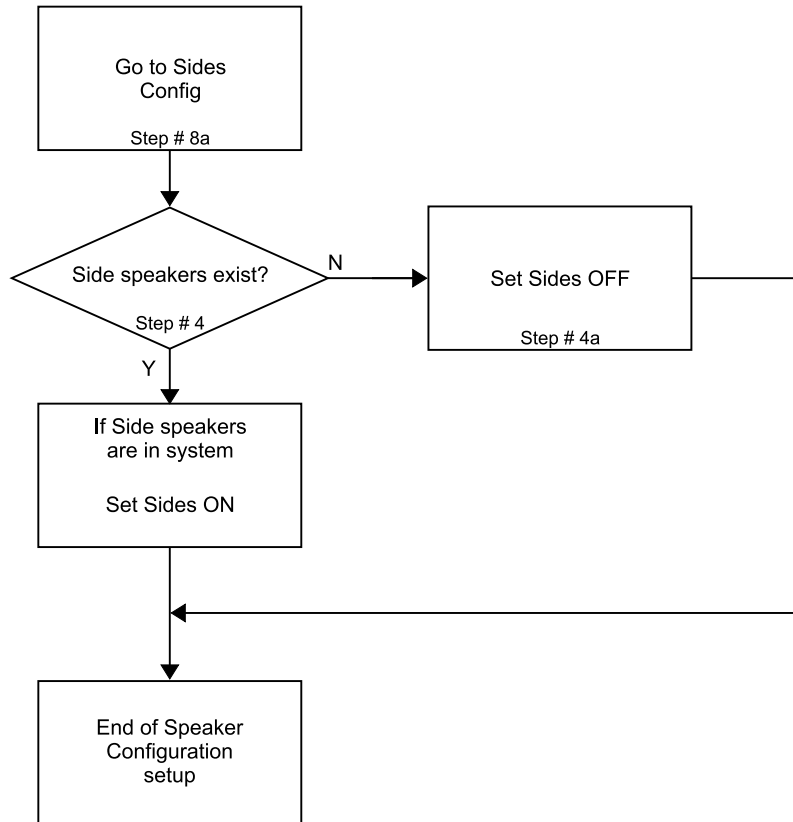 Go to Sides
Config
Step # 8a
Side speakers exist?
Step # 4
N
Set Sides OFF
Step # 4a
Y
If Side speakers
are in system
Set Sides ON
End of Speaker
Configuration
setup